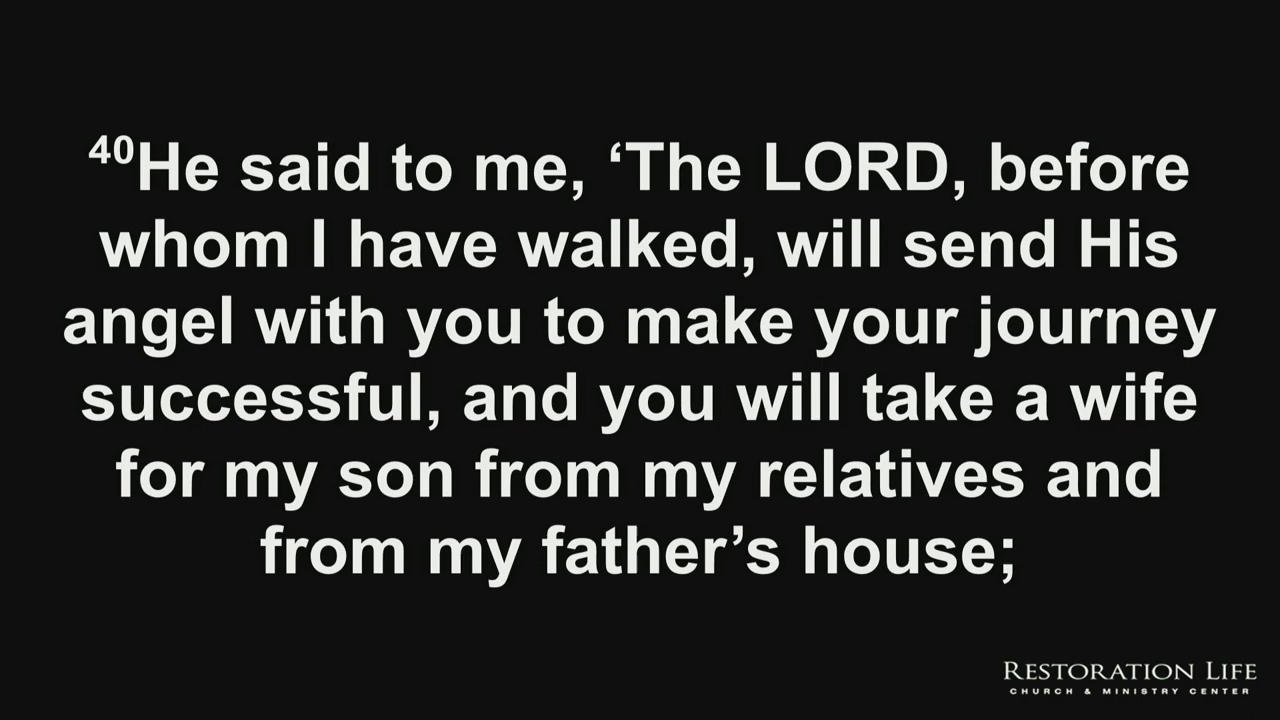 ⁴⁰He said to me, ‘The LORD, before
whom I have walked, will send His
angel with you to make your journey
successful, and you will take a wife
for my son from my relatives and
from my father’s house;
RESTORATION LIFE
CHURCH & MINISTRY CENTER